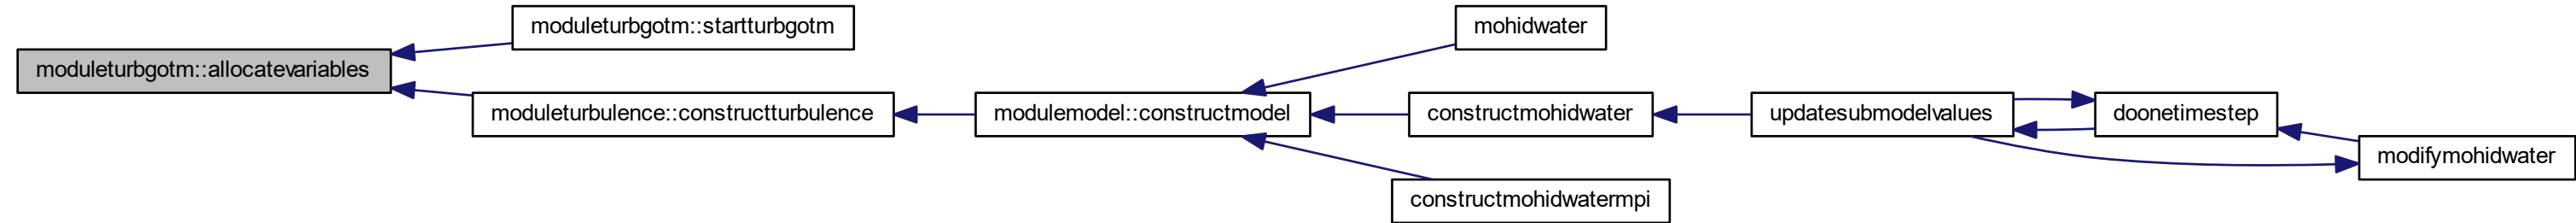 moduleturbgotm::allocatevariables
moduleturbgotm::startturbgotm
moduleturbulence::constructturbulence
modulemodel::constructmodel
mohidwater
constructmohidwater
constructmohidwatermpi
updatesubmodelvalues
doonetimestep
modifymohidwater